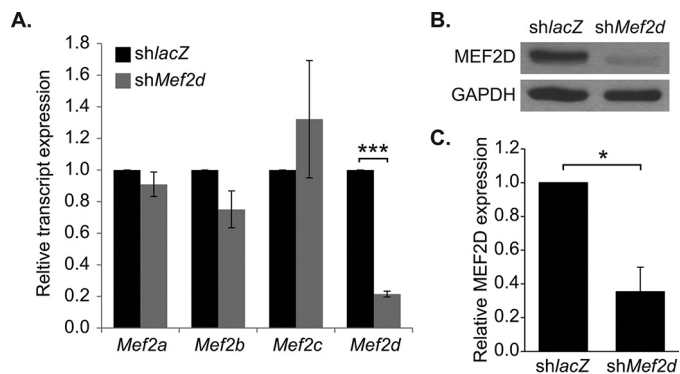 A.
Reltive transcript expression
1.8
1.6
1.4
1.2
1.0
0.8
0.6
0.4
0.2
0.0
shlacZ
shMef2d
***
Mef2a Mef2b Mef2c Mef2d
B.
shlacZ shMef2d
MEF2D
GAPDH
C.
Relative MEF2D expression
1.2
1.0
0.8
0.6
0.4
0.2
0.0
*
shlacZ shMef2d